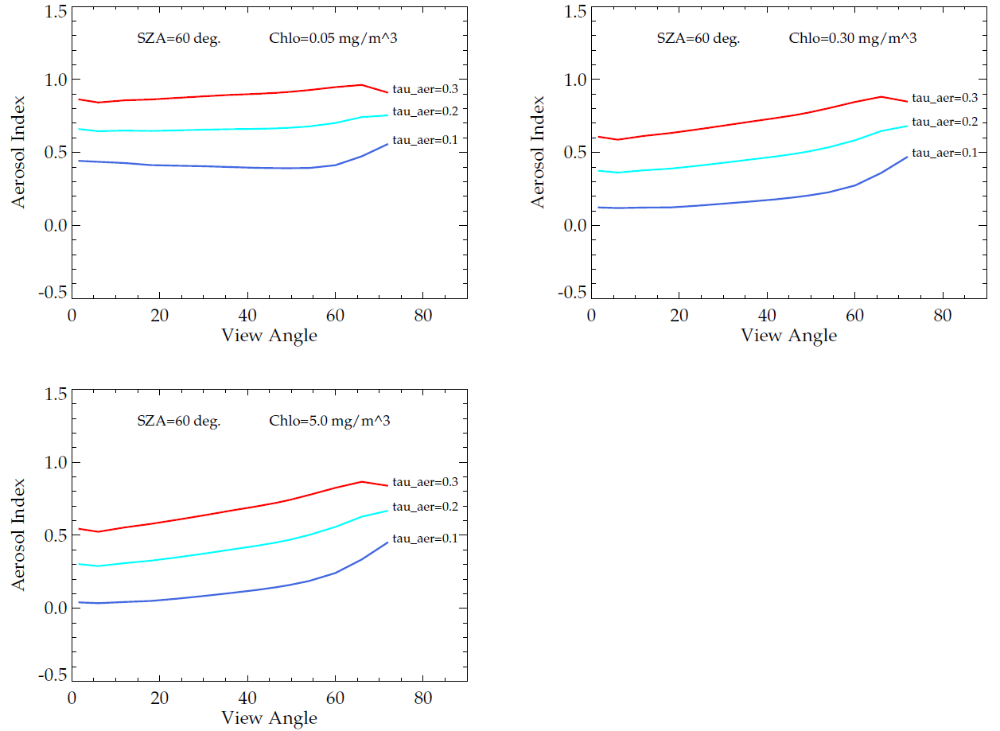 1.5
SZA=60 deg.
Chlo=0.05 mg/m^3
1.0
tau_aer=0.3
tau_aer=0.2
0.5
tau_aer=0.1
0.0
-0.5
Aerosol Index
0
20
40
60
80
View Angle
1.5
SZA=60 deg.
Chlo=0.30 mg/m^3
1.0
tau_aer=0.3
tau_aer=0.2
0.5
tau_aer=0.1
0.0
-0.5
Aerosol Index
0
20
40
60
80
View Angle
1.5
SZA=60 deg.
Chlo=5.0 mg/m^3
1.0
tau_aer=0.3
tau_aer=0.2
0.5
tau_aer=0.1
0.0
-0.5
Aerosol Index
0
20
40
60
80
View Angle